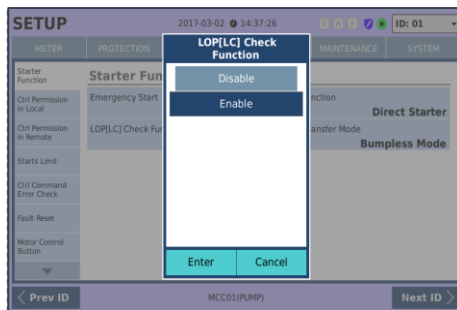 SETUP
2017-03-02 14:37:26
E A F
ID: 01
METER
PROTECTION
MAINTENANCE
SYSTEM
LOP[LC] Check
Function
Disable
Enable
Enter
Cancel
Starter
Function
Ctrl Permission
in Local
Ctrl Permission
in Remote
Starts Limit
Ctrl Command
Error Check
Fault Reset
Motor Control
Button
Starter Fun
Emergency Start
nction
Direct Starter
LOP[LC] Check Fu
ansfer Mode
Bumpless Mode
Prev ID
MCC01(PUMP)
Next ID